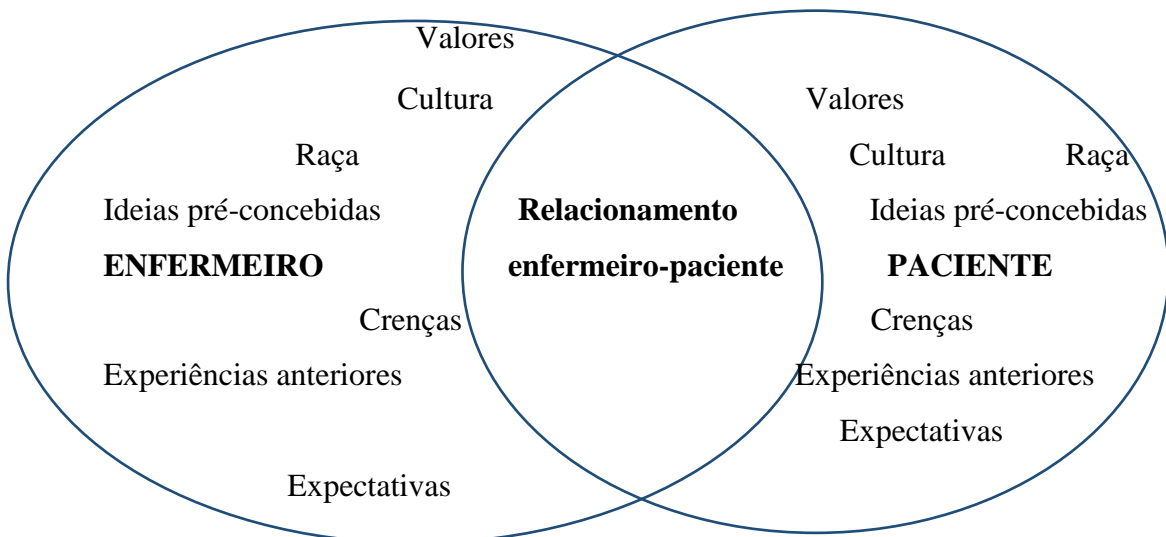 Valores
Cultura Valores
Raça Cultura Raça
Ideias pré-concebidas Relacionamento Ideias pré-concebidas
ENFERMEIRO enfermeiro-paciente PACIENTE
Crenças Crenças
Experiências anteriores Experiências anteriores
Expectativas
Expectativas